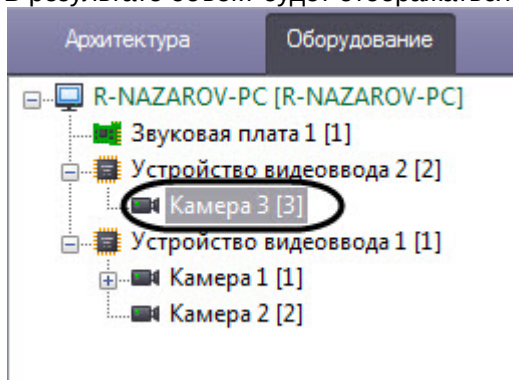 в результате объект будет отображаться
Архитектура Оборудование
R-NAZAROV-PC [R-NAZAROV-PC]
Звуковая плата 1 [1]
Устройство видеоввода 2 [2]
Камера 3 [3]
Устройство видеоввода 1 [1]
Камера 1 [1]
Камера 2 [2]